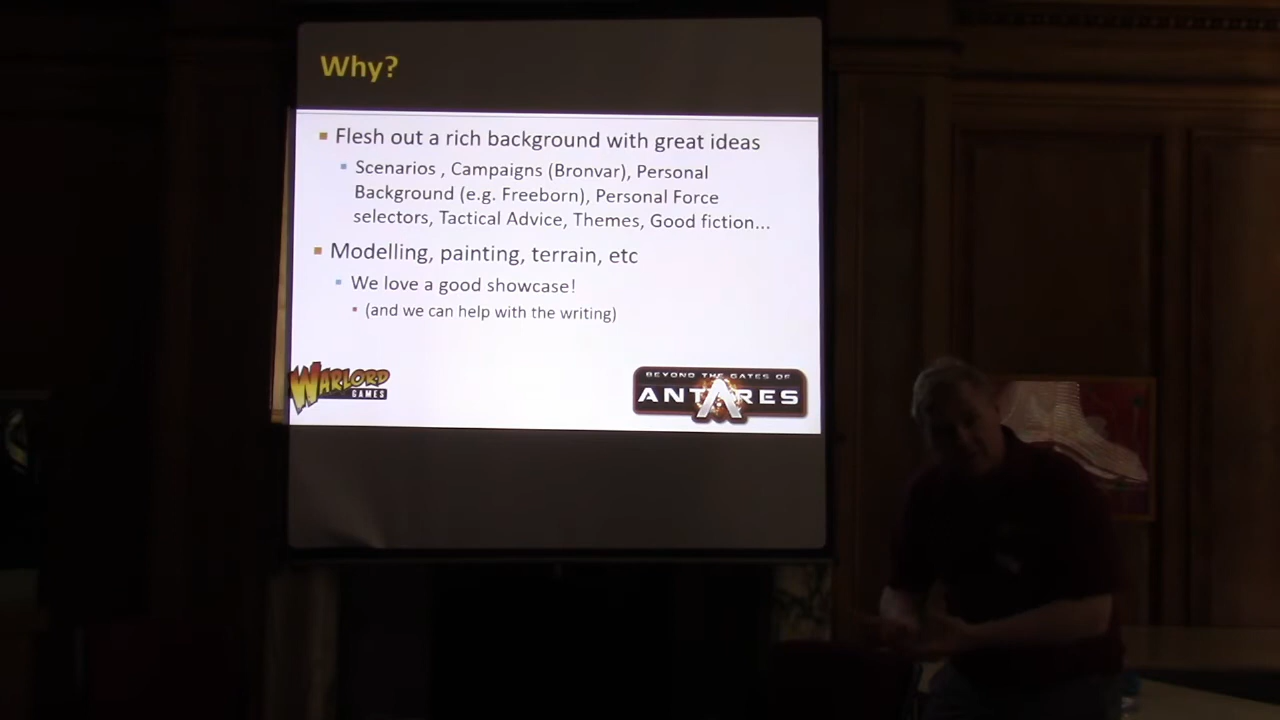 Why?
Flesh out a rich background with great ideas
Scenarios , Campaigns (Bronvar), Personal
Background (e.g. Freeborn), Personal Force
selectors, Tactical Advice, Themes, Good fiction...
Modelling, painting, terrain, etc
We love a good showcase!
(and we can help with the writing)
WARLORD
GAMES
BEYOND THE GATES OF
ANTARES